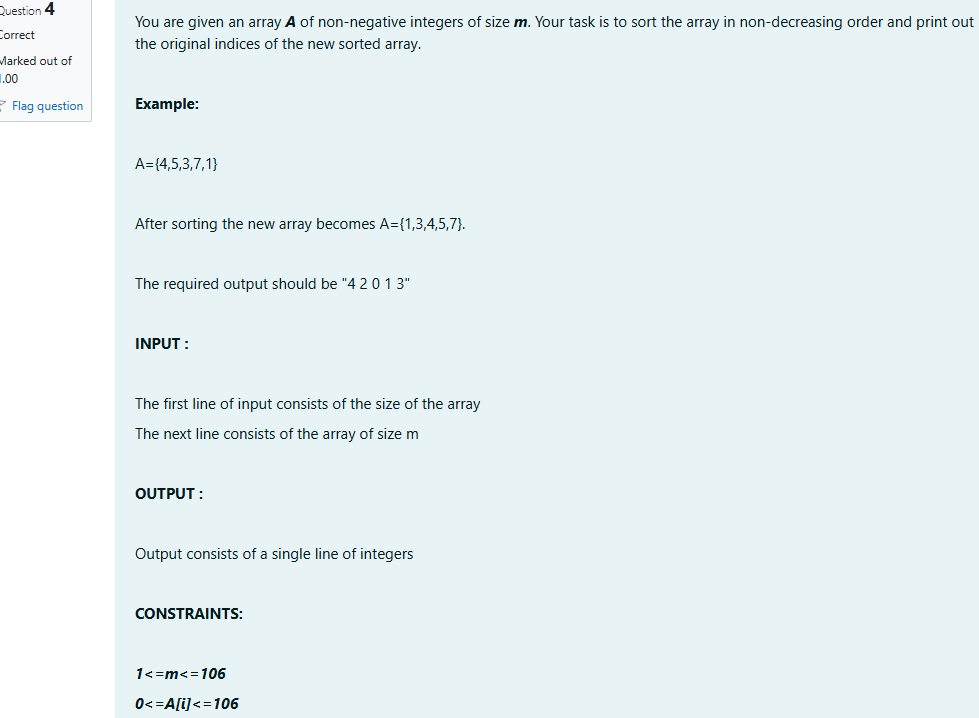 Question 4
Correct
Marked out of
1.00
Flag question
You are given an array A of non-negative integers of size m. Your task is to sort the array in non-decreasing order and print out
the original indices of the new sorted array.
Example:
A={4,5,3,7,1}
After sorting the new array becomes A={1,3,4,5,7}.
The required output should be "4 2 0 1 3"
INPUT :
The first line of input consists of the size of the array
The next line consists of the array of size m
OUTPUT :
Output consists of a single line of integers
CONSTRAINTS:
1<=m<=106
0<=A[i]<=106